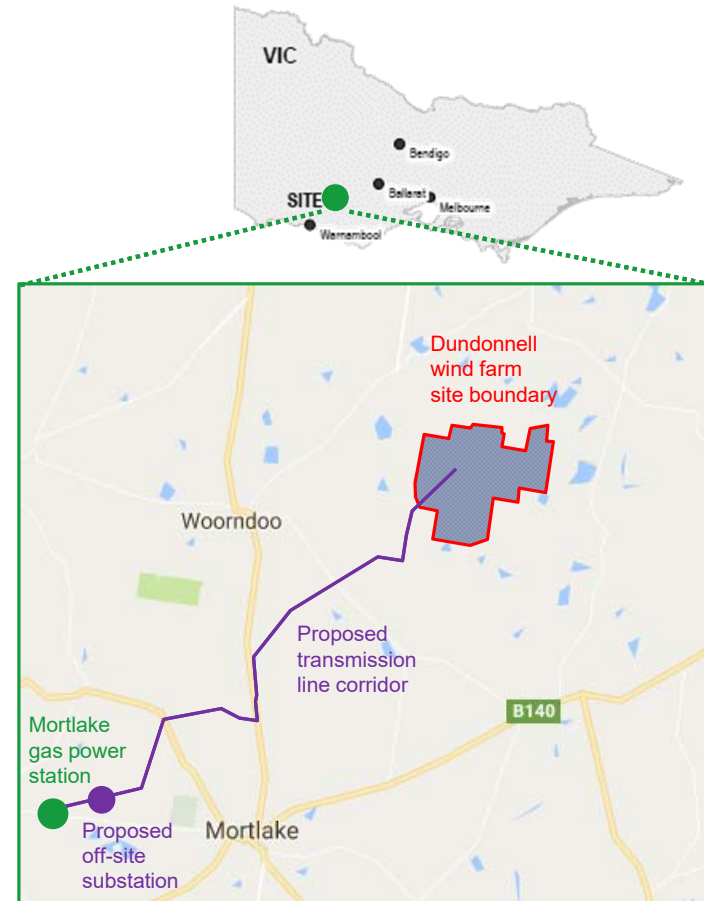 VIC
Bendigo
Ballarat
Melbourne
SITE
Warnambool
Dundonnell
wind farm
site boundary
Woorndoo
Proposed
transmission
line corridor
B140
Mortlake
gas power
station
Mortlake
Proposed
off-site
substation